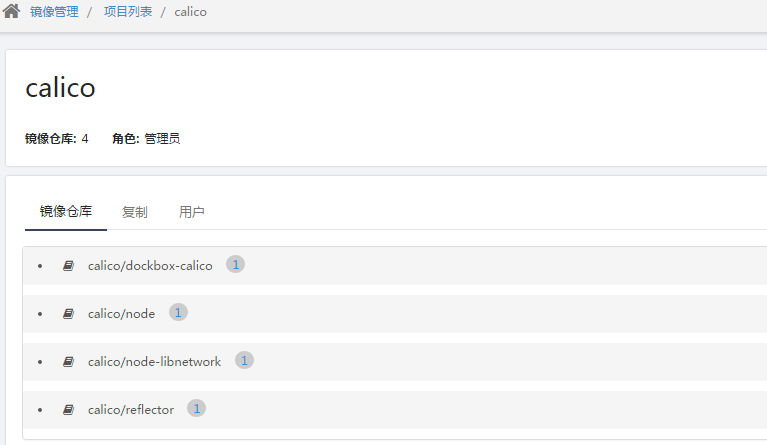 镜像管理 / 项目列表 / calico
calico
镜像仓库: 4 角色: 管理员
镜像仓库 复制 用户
calico/dockbox-calico 1
calico/node 1
calico/node-libnetwork 1
calico/reflector 1